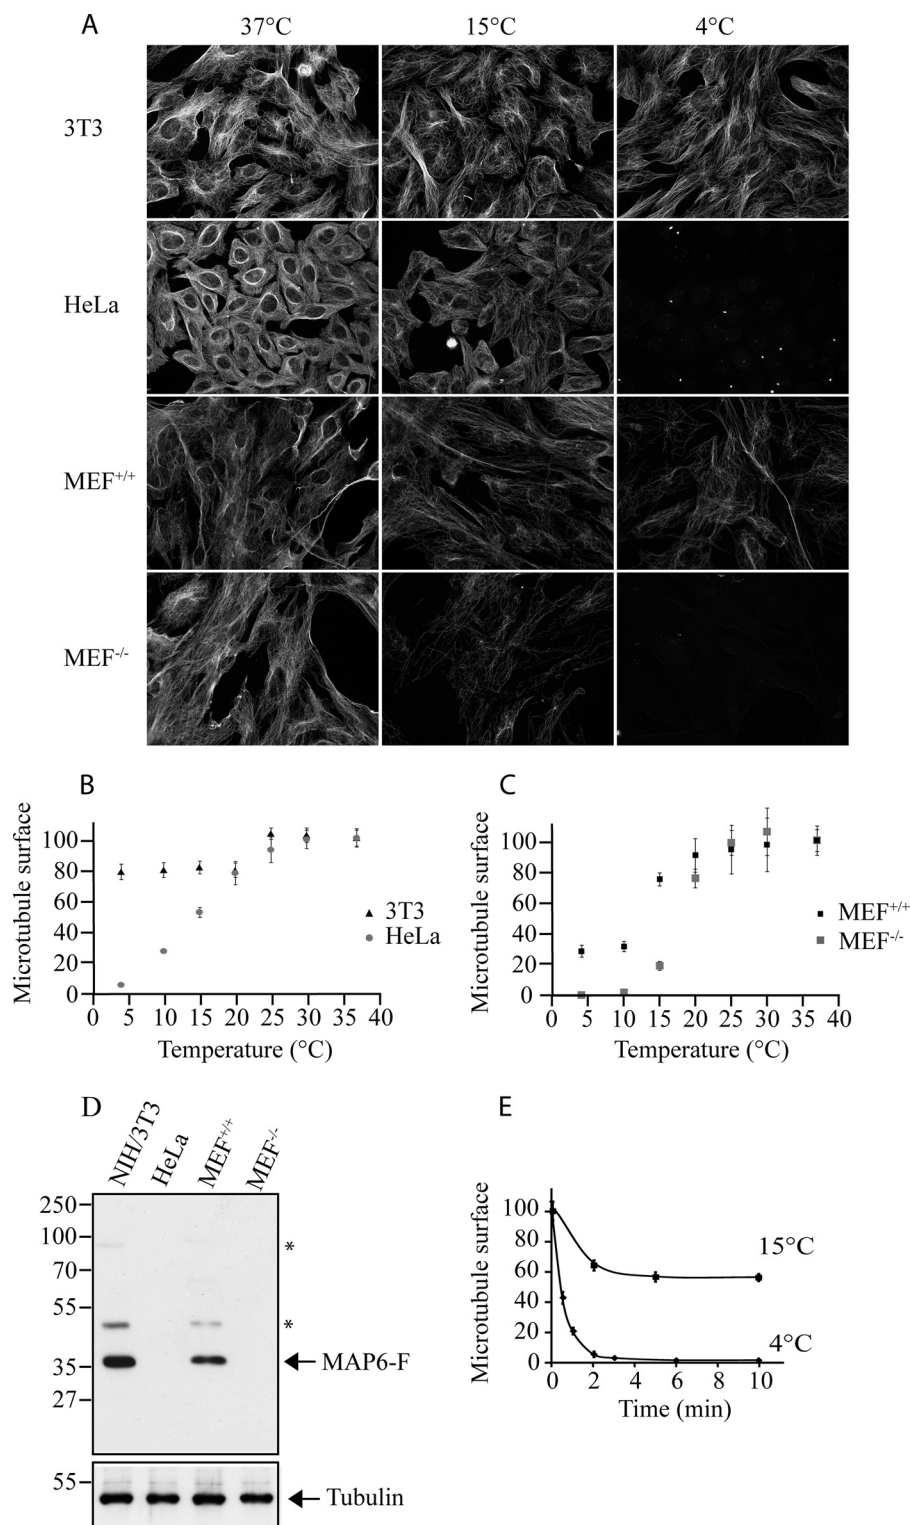 A
37°C 15°C 4°C
3T3
HeLa
MEF+/+
MEF-/-
B
Microtubule surface
100
80
60
40
20
0
0 5 10 15 20 25 30 35 40
Temperature (°C)
3T3
HeLa
C
Microtubule surface
100
80
60
40
20
0
0 5 10 15 20 25 30 35 40
Temperature (°C)
MEF+/+
MEF-/-
D
NIH/3T3 HeLa MEF+/+ MEF-/-
250
100
70
55
35
27
*
*
MAP6-F
55
Tubulin
E
Microtubule surface
100
80
60
40
20
0
0 2 4 6 8 10
Time (min)
15°C
4°C